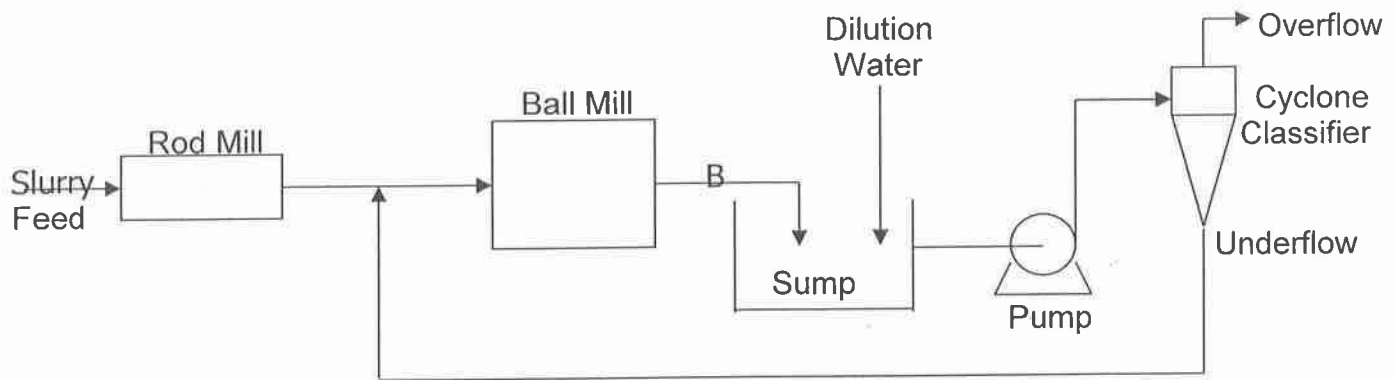 Overflow
Dilution
Water
Cyclone
Classifier
Ball Mill
Rod Mill
Slurry
Feed
B
Underflow
Sump
Pump